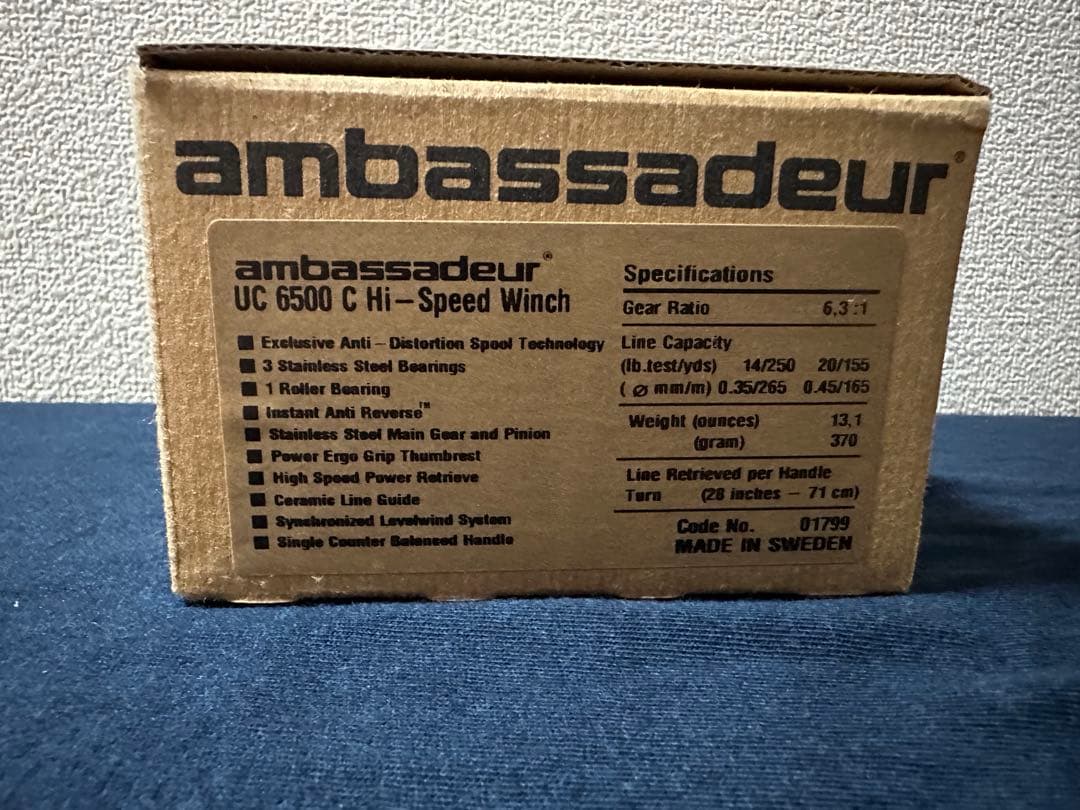 ambassadeur®
ambassadeur®
UC 6500 C Hi – Speed Winch
■ Exclusive Anti – Distortion Spool Technology
■ 3 Stainless Steel Bearings
■ 1 Roller Bearing
■ Instant Anti Reverse™
■ Stainless Steel Main Gear and Pinion
■ Power Ergo Grip Thumbrest
■ High Speed Power Retrieve
■ Ceramic Line Guide
■ Synchronized Levelwind System
■ Single Counter Balanced Handle
Specifications
Gear Ratio 6,3:1
Line Capacity
(lb.test/yds) 14/250 20/155
( ⌀ mm/m) 0.35/265 0.45/165
Weight (ounces) 13,1
(gram) 370
Line Retrieved per Handle
Turn (28 inches – 71 cm)
Code No. 01799
MADE IN SWEDEN